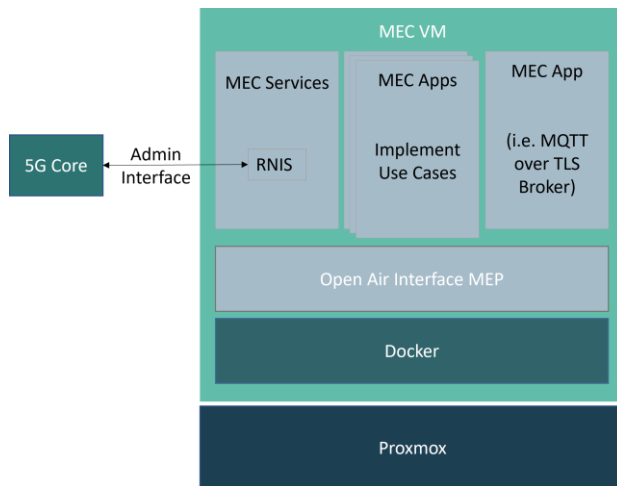 MEC VM
MEC Services
MEC Apps
MEC App
5G Core
Admin
Interface
RNIS
Implement
Use Cases
(i.e. MQTT
over TLS
Broker)
Open Air Interface MEP
Docker
Proxmox